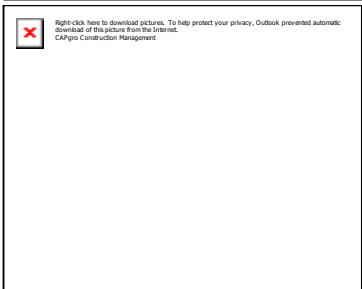 Right-click here to download pictures. To help protect your privacy, Outlook prevented automatic
download of this picture from the Internet.
CAPgro Construction Management